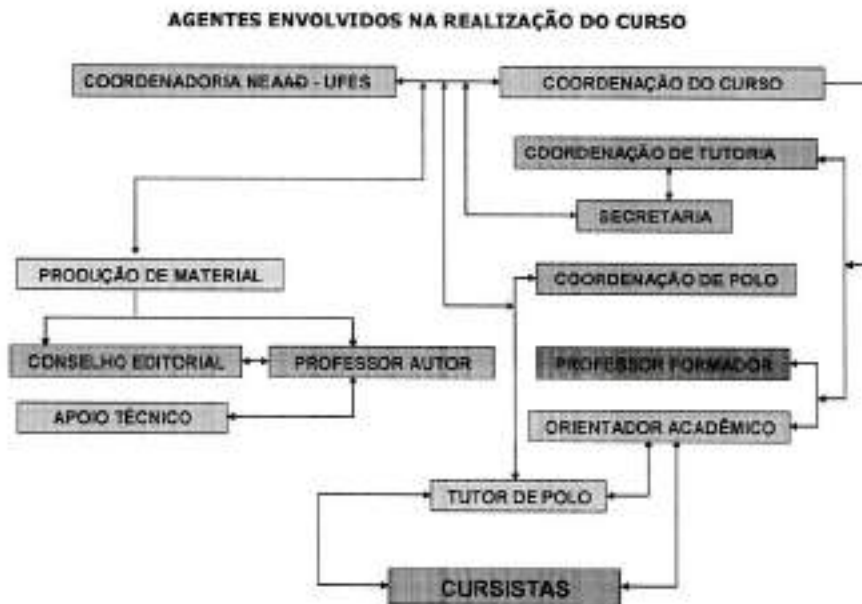 AGENTES ENVOLVIDOS NA REALIZAÇÃO DO CURSO
COORDENADORIA NEAAD - UFES
COORDENAÇÃO DO CURSO
COORDENAÇÃO DE TUTORIA
SECRETARIA
PRODUÇÃO DE MATERIAL
COORDENAÇÃO DE POLO
CONSELHO EDITORIAL
PROFESSOR AUTOR
PROFESSOR FORMADOR
APOIO TÉCNICO
ORIENTADOR ACADÊMICO
TUTOR DE POLO
CURSISTAS